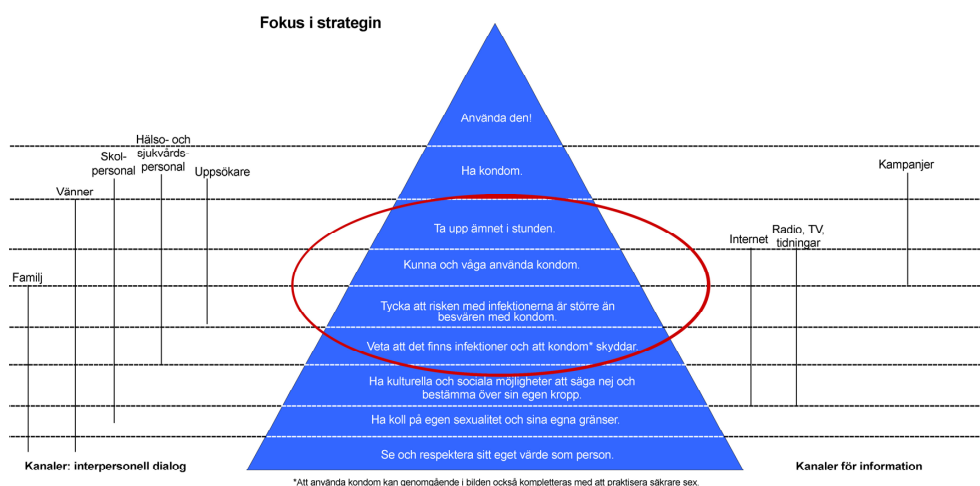 Fokus i strategin
Använda den!
Ha kondom.
Ta upp ämnet i stunden.
Kunna och våga använda kondom.
Tycka att risken med infektionerna är större än
besvären med kondom.
Veta att det finns infektioner och att kondom* skyddar.
Ha kulturella och sociala möjligheter att säga nej och
bestämma över sin egen kropp.
Ha koll på egen sexualitet och sina egna gränser.
Se och respektera sitt eget värde som person.
Familj
Vänner
Skol-
personal
Hälso- och
sjukvårds-
personal
Uppsökare
Internet
Radio, TV,
tidningar
Kampanjer
Kanaler: interpersonell dialog
Kanaler för information
*Att använda kondom kan genomgående i bilden också kompletteras med att praktisera säkrare sex.